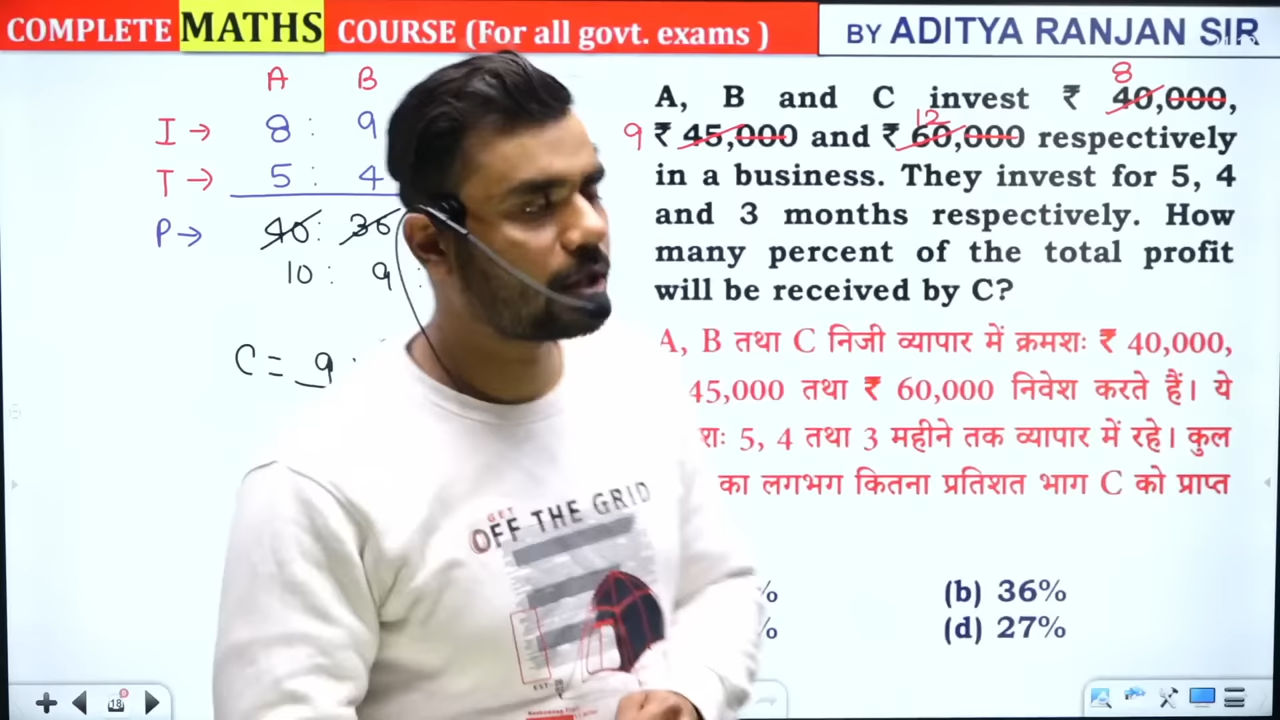 COMPLETE MATHS COURSE (For all govt. exams )
BY ADITYA RANJAN SIR
A B
I → 8 : 9
T → 5 : 4
P → 40 : 36
10 : 9 :
C = 9
8
A, B and C invest ₹ 40,000,
12
9 ₹ 45,000 and ₹ 60,000 respectively
in a business. They invest for 5, 4
and 3 months respectively. How
many percent of the total profit
will be received by C?
A, B तथा C निजी व्यापार में क्रमशः ₹ 40,000,
45,000 तथा ₹ 60,000 निवेश करते हैं। ये
शः 5, 4 तथा 3 महीने तक व्यापार में रहे। कुल
का लगभग कितना प्रतिशत भाग C को प्राप्त
% (b) 36%
% (d) 27%
GET
OFF THE GRID
18